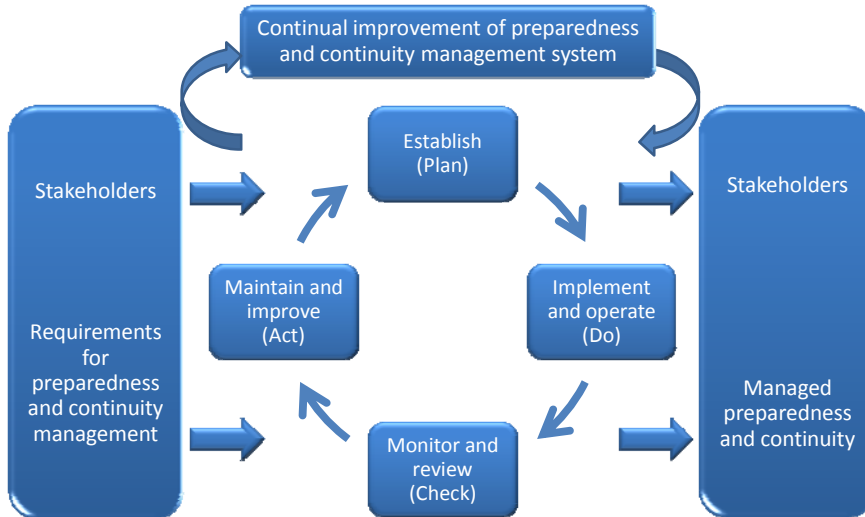 Continual improvement of preparedness
and continuity management system
Stakeholders
Requirements
for
preparedness
and continuity
management
Establish
(Plan)
Implement
and operate
(Do)
Monitor and
review
(Check)
Maintain and
improve
(Act)
Stakeholders
Managed
preparedness
and continuity